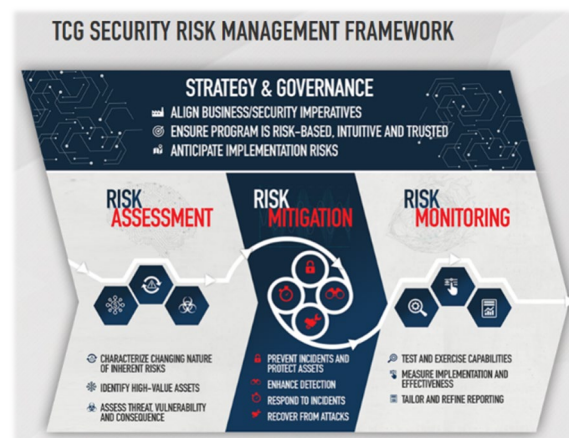 TCG SECURITY RISK MANAGEMENT FRAMEWORK
STRATEGY & GOVERNANCE
ALIGN BUSINESS/SECURITY IMPERATIVES
ENSURE PROGRAM IS RISK-BASED, INTUITIVE AND TRUSTED
ANTICIPATE IMPLEMENTATION RISKS
RISK
ASSESSMENT
CHARACTERIZE CHANGING NATURE
OF INHERENT RISKS
IDENTIFY HIGH-VALUE ASSETS
ASSESS THREAT, VULNERABILITY
AND CONSEQUENCE
RISK
MITIGATION
PREVENT INCIDENTS AND
PROTECT ASSETS
ENHANCE DETECTION
RESPOND TO INCIDENTS
RECOVER FROM ATTACKS
RISK
MONITORING
TEST AND EXERCISE CAPABILITIES
MEASURE IMPLEMENTATION AND
EFFECTIVENESS
TAILOR AND REFINE REPORTING